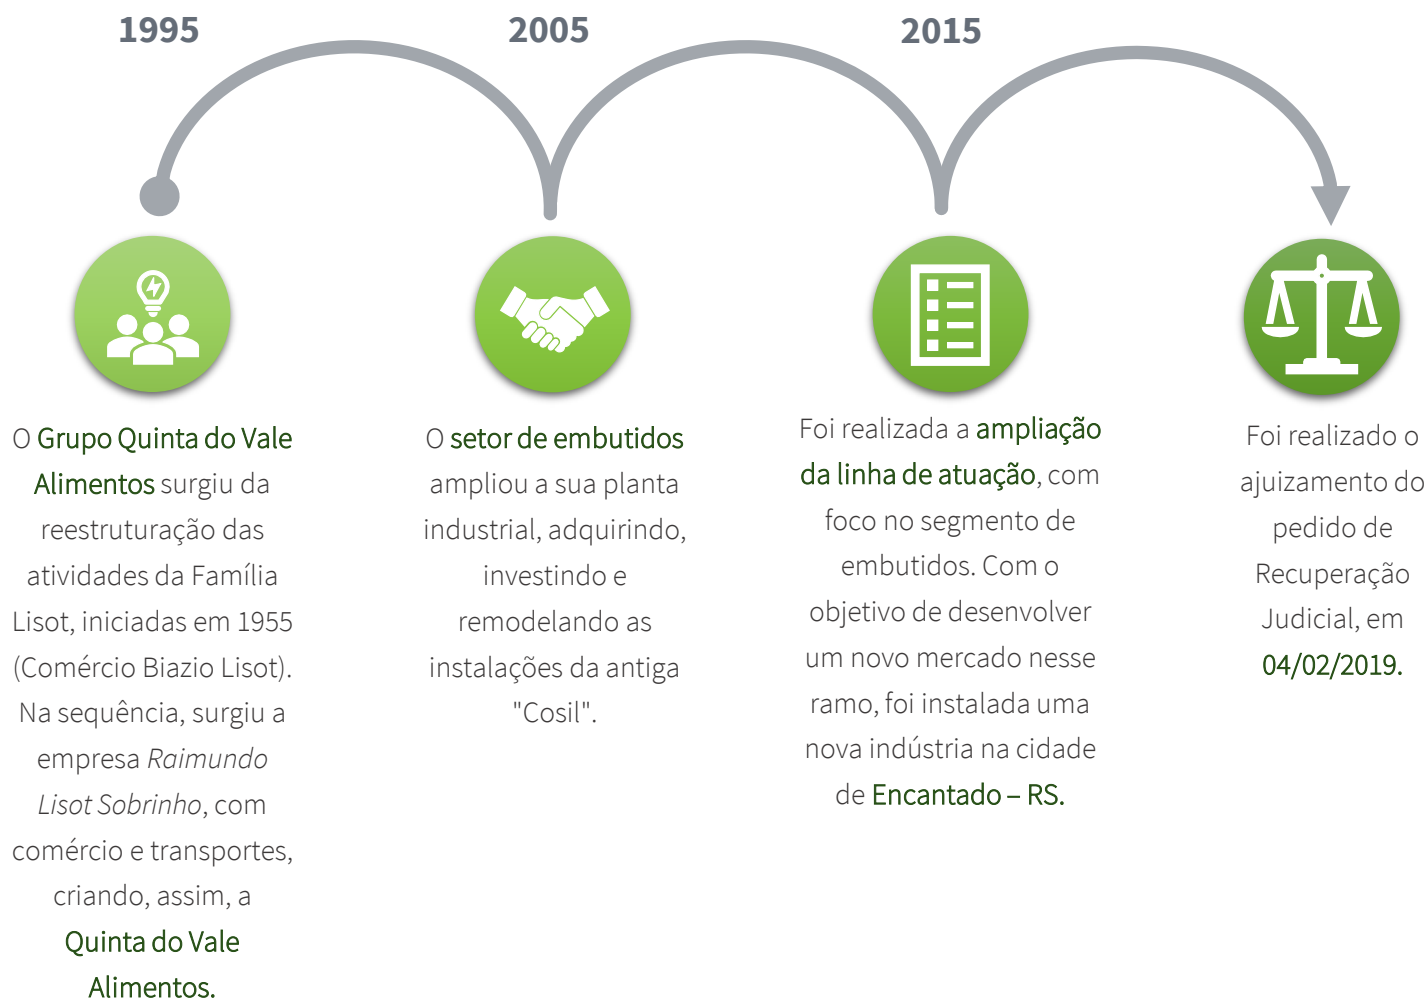 1995
O Grupo Quinta do Vale
Alimentos surgiu da
reestruturação das
atividades da Família
Lisot, iniciadas em 1955
(Comércio Biazio Lisot).
Na sequência, surgiu a
empresa Raimundo
Lisot Sobrinho, com
comércio e transportes,
criando, assim, a
Quinta do Vale
Alimentos.
2005
O setor de embutidos
ampliou a sua planta
industrial, adquirindo,
investindo e
remodelando as
instalações da antiga
"Cosil".
2015
Foi realizada a ampliação
da linha de atuação, com
foco no segmento de
embutidos. Com o
objetivo de desenvolver
um novo mercado nesse
ramo, foi instalada uma
nova indústria na cidade
de Encantado – RS.
Foi realizado o
ajuizamento do
pedido de
Recuperação
Judicial, em
04/02/2019.